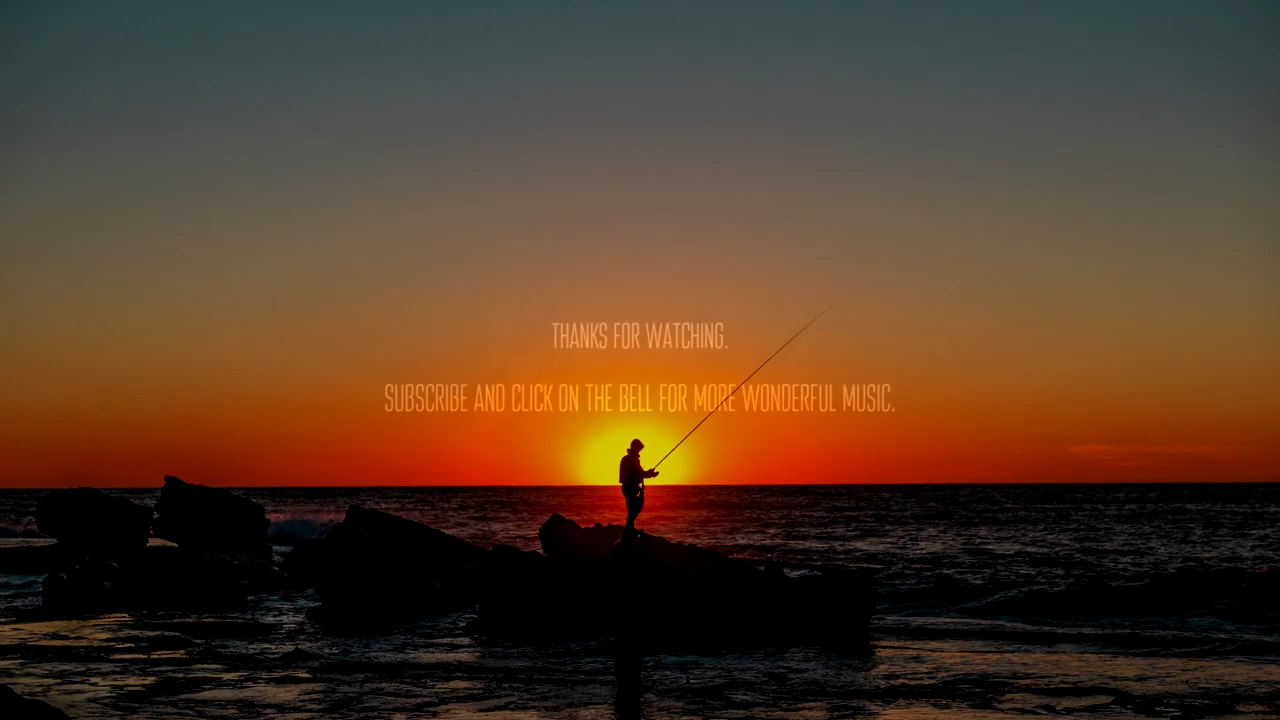 THANKS FOR WATCHING.
SUBSCRIBE AND CLICK ON THE BELL FOR MORE WONDERFUL MUSIC.